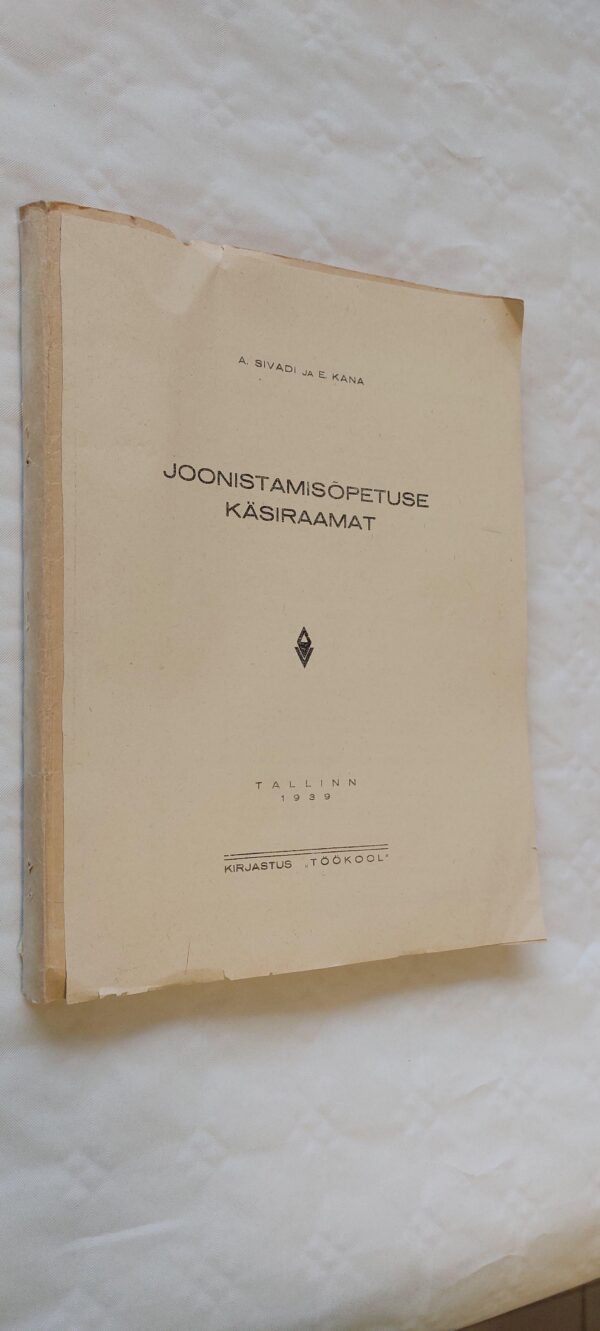 A. SIVADI JA E. KANA
JOONISTAMISÕPETUSE
KÄSIRAAMAT
TALLINN
1939
KIRJASTUS „TÖÖKOOL“